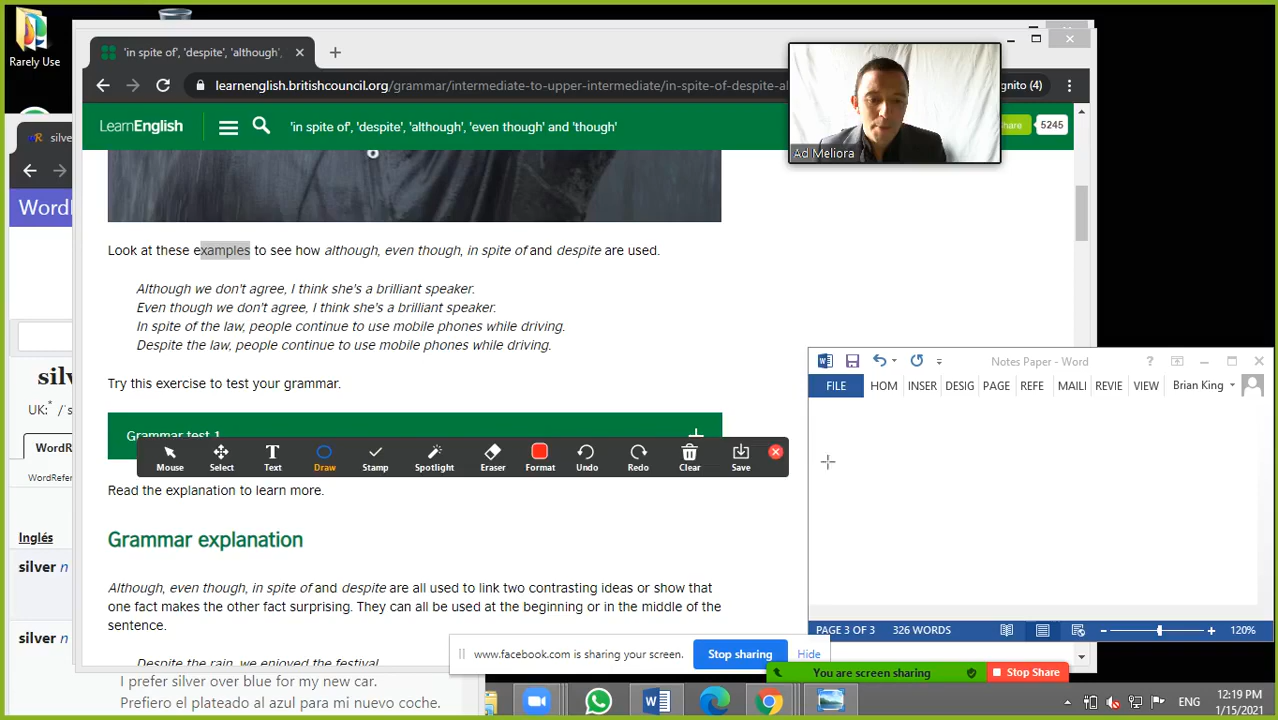 Rarely Use
'in spite of', 'despite', 'although',
learnenglish.britishcouncil.org/grammar/intermediate-to-upper-intermediate/in-spite-of-despite-al
ognito (4)
LearnEnglish
'in spite of', 'despite', 'although', 'even though' and 'though'
Share
5245
Ad Meliora
silver
Word
Look at these examples to see how although, even though, in spite of and despite are used.
Although we don't agree, I think she's a brilliant speaker.
Even though we don't agree, I think she's a brilliant speaker.
In spite of the law, people continue to use mobile phones while driving.
Despite the law, people continue to use mobile phones while driving.
Try this exercise to test your grammar.
Grammar test 1
Mouse
Select
Text
Draw
Stamp
Spotlight
Eraser
Format
Undo
Redo
Clear
Save
Read the explanation to learn more.
Grammar explanation
Although, even though, in spite of and despite are all used to link two contrasting ideas or show that
one fact makes the other fact surprising. They can all be used at the beginning or in the middle of the
sentence.
Despite the rain, we enjoyed the festival
UK:*
WordR
WordRefer
Inglés
silver n
silver n
I prefer silver over blue for my new car.
Prefiero el plateado al azul para mi nuevo coche.
Notes Paper - Word
FILE
HOM
INSER
DESIG
PAGE
REFE
MAILI
REVIE
VIEW
Brian King
PAGE 3 OF 3
326 WORDS
120%
www.facebook.com is sharing your screen.
Stop sharing
Hide
You are screen sharing
Stop Share
ENG
12:19 PM
1/15/2021